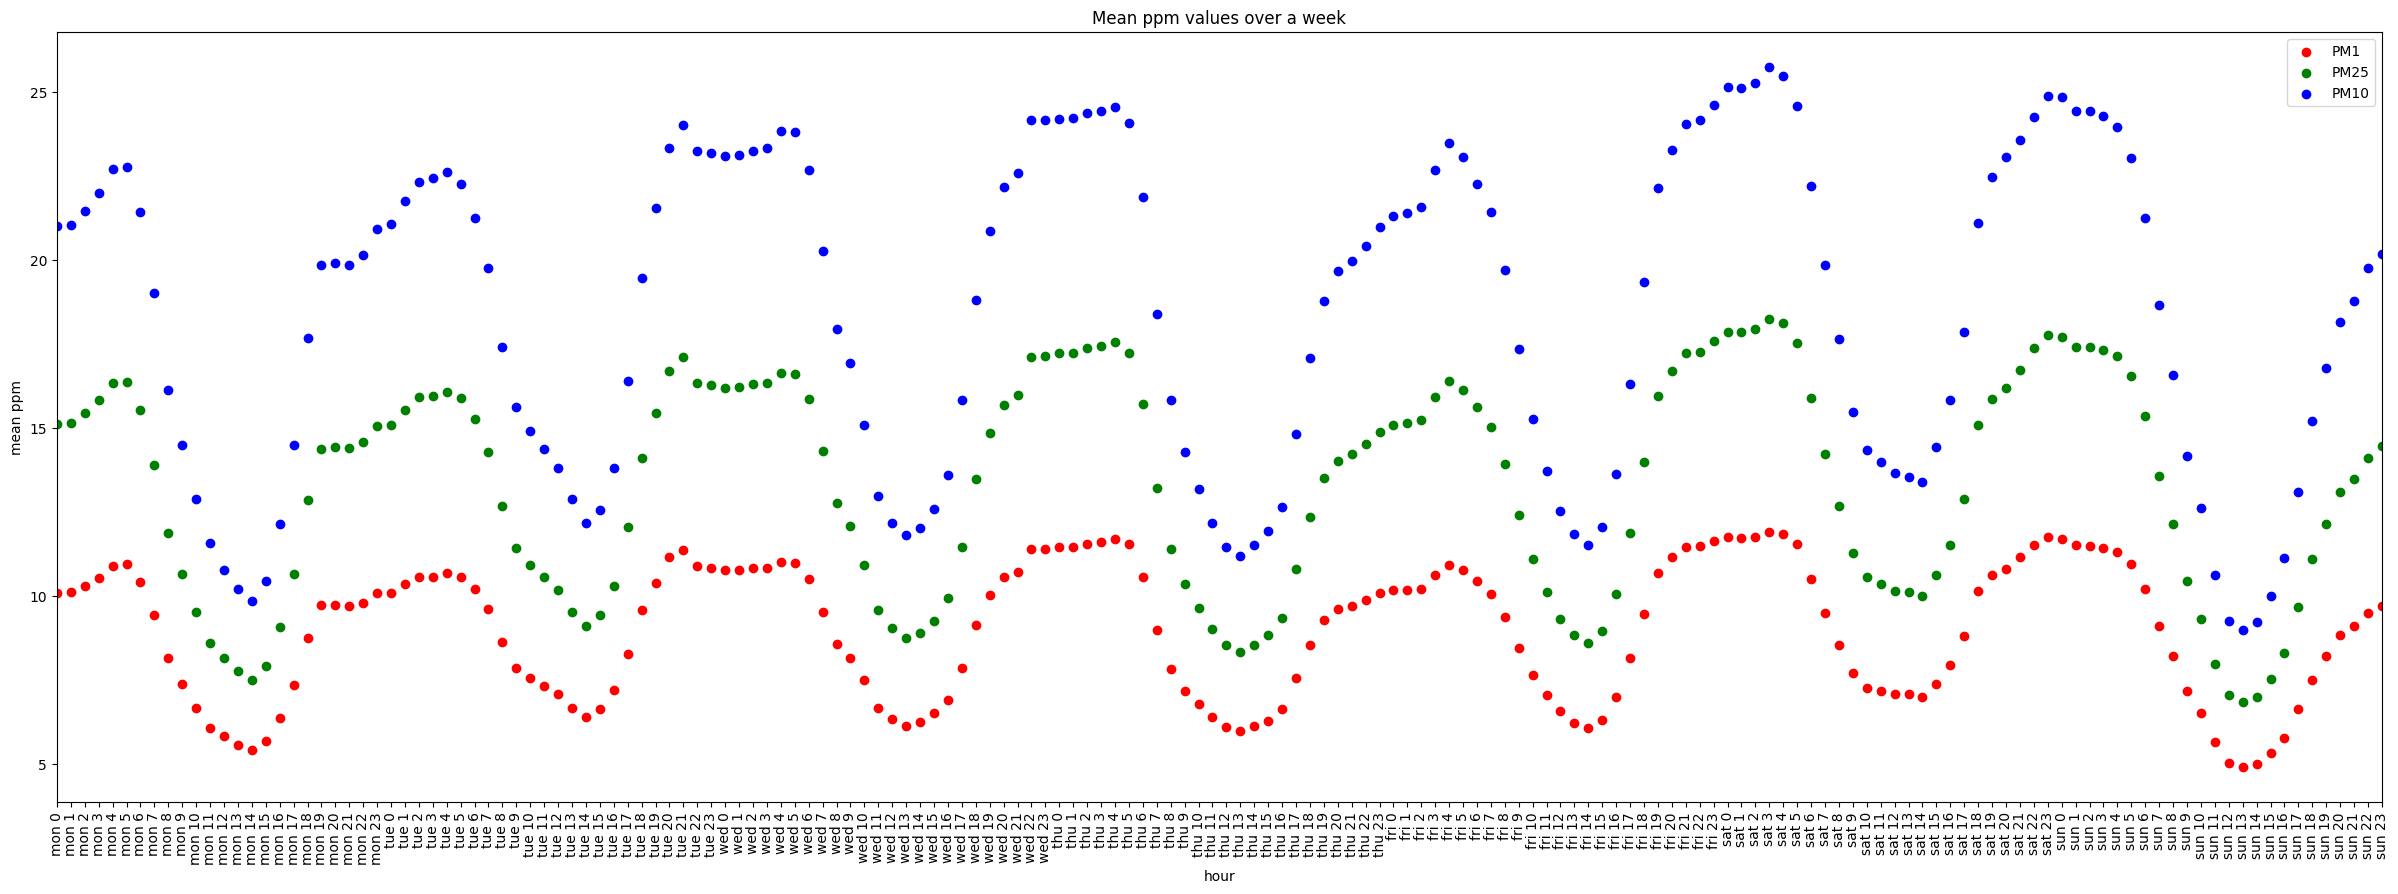 Mean ppm values over a week
PM1
PM25
PM10
mean ppm
25
20
15
10
5
mon 0
mon 1
mon 2
mon 3
mon 4
mon 5
mon 6
mon 7
mon 8
mon 9
mon 10
mon 11
mon 12
mon 13
mon 14
mon 15
mon 16
mon 17
mon 18
mon 19
mon 20
mon 21
mon 22
mon 23
tue 0
tue 1
tue 2
tue 3
tue 4
tue 5
tue 6
tue 7
tue 8
tue 9
tue 10
tue 11
tue 12
tue 13
tue 14
tue 15
tue 16
tue 17
tue 18
tue 19
tue 20
tue 21
tue 22
tue 23
wed 0
wed 1
wed 2
wed 3
wed 4
wed 5
wed 6
wed 7
wed 8
wed 9
wed 10
wed 11
wed 12
wed 13
wed 14
wed 15
wed 16
wed 17
wed 18
wed 19
wed 20
wed 21
wed 22
wed 23
thu 0
thu 1
thu 2
thu 3
thu 4
thu 5
thu 6
thu 7
thu 8
thu 9
thu 10
thu 11
thu 12
thu 13
thu 14
thu 15
thu 16
thu 17
thu 18
thu 19
thu 20
thu 21
thu 22
thu 23
fri 0
fri 1
fri 2
fri 3
fri 4
fri 5
fri 6
fri 7
fri 8
fri 9
fri 10
fri 11
fri 12
fri 13
fri 14
fri 15
fri 16
fri 17
fri 18
fri 19
fri 20
fri 21
fri 22
fri 23
sat 0
sat 1
sat 2
sat 3
sat 4
sat 5
sat 6
sat 7
sat 8
sat 9
sat 10
sat 11
sat 12
sat 13
sat 14
sat 15
sat 16
sat 17
sat 18
sat 19
sat 20
sat 21
sat 22
sat 23
sun 0
sun 1
sun 2
sun 3
sun 4
sun 5
sun 6
sun 7
sun 8
sun 9
sun 10
sun 11
sun 12
sun 13
sun 14
sun 15
sun 16
sun 17
sun 18
sun 19
sun 20
sun 21
sun 22
sun 23
hour